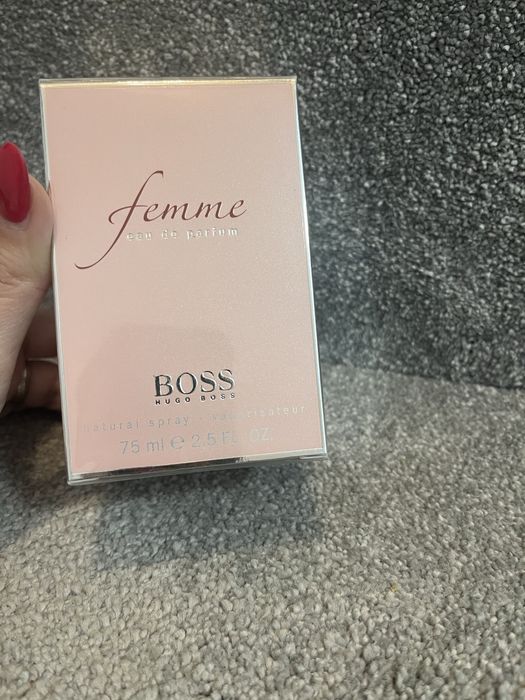 femme
eau de parfum
BOSS
HUGO BOSS
natural spray - vaporisateur
75 ml e 2.5 FL. OZ.